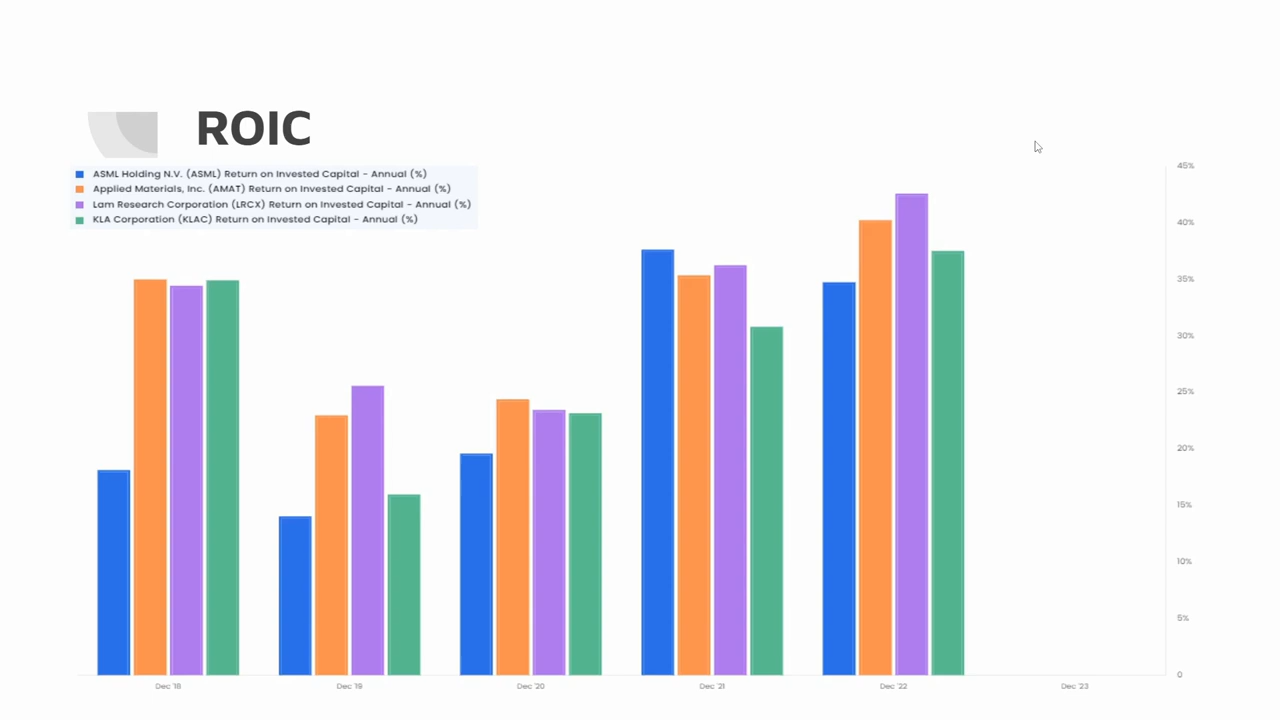 ROIC
ASML Holding N.V. (ASML) Return on Invested Capital - Annual (%)
Applied Materials, Inc. (AMAT) Return on Invested Capital - Annual (%)
Lam Research Corporation (LRCX) Return on Invested Capital - Annual (%)
KLA Corporation (KLAC) Return on Invested Capital - Annual (%)
45%
40%
35%
30%
25%
20%
15%
10%
5%
0
Dec '18 Dec '19 Dec '20 Dec '21 Dec '22 Dec '23